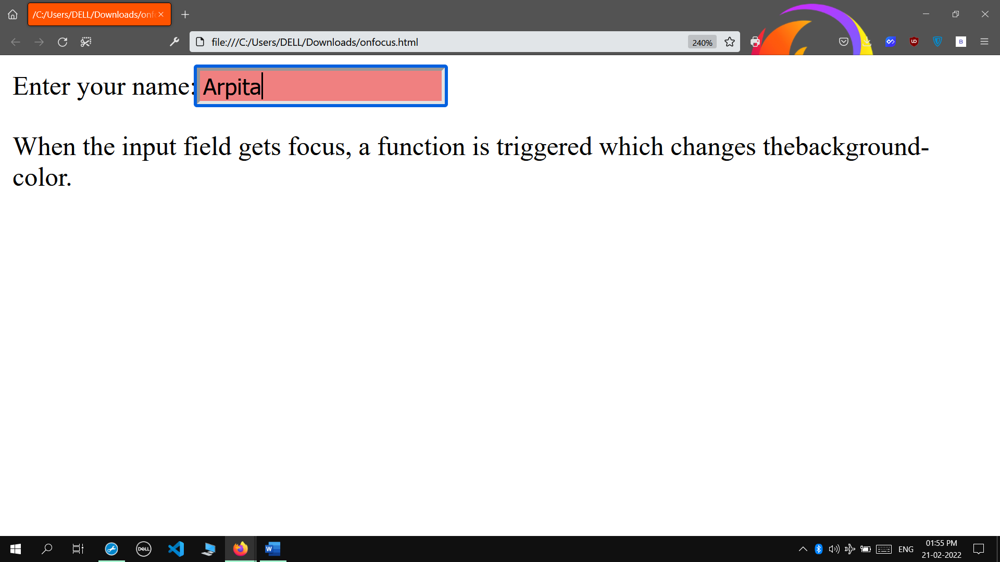 /C:/Users/DELL/Downloads/onf
file:///C:/Users/DELL/Downloads/onfocus.html
240%
B
Enter your name: Arpita
When the input field gets focus, a function is triggered which changes thebackground-
color.
DELL
W
ENG
01:55 PM
21-02-2022